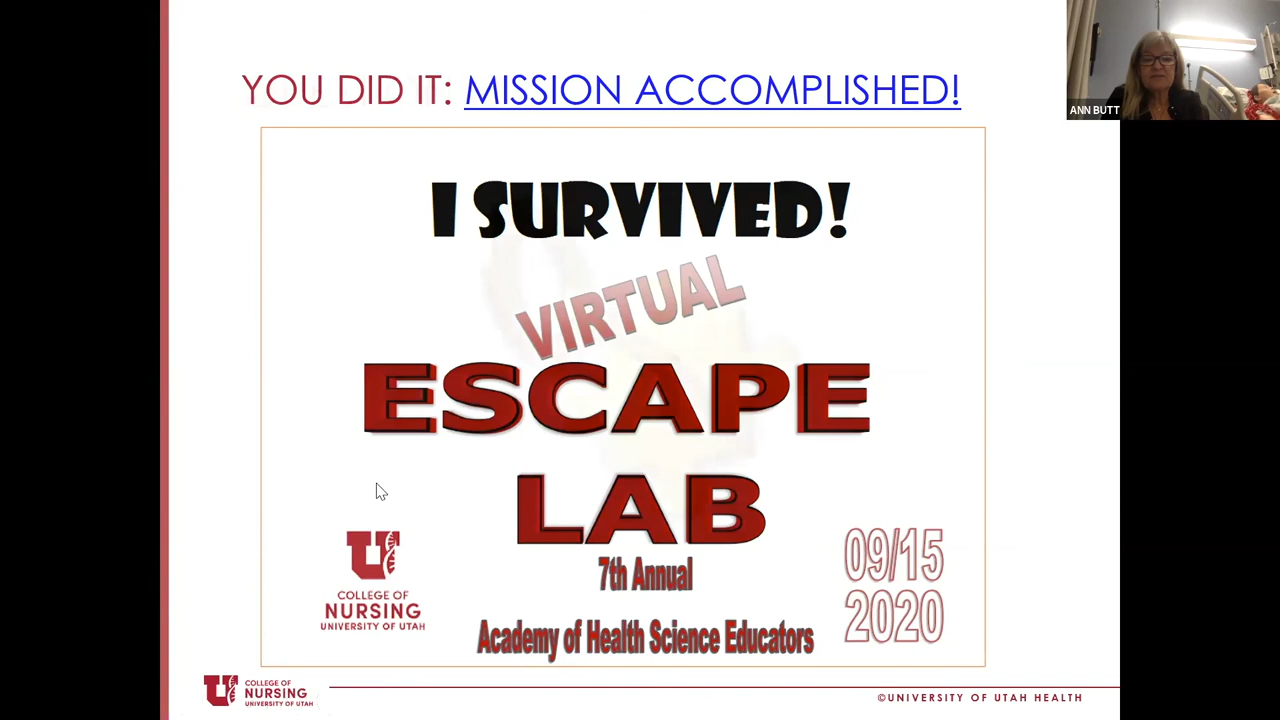 YOU DID IT: MISSION ACCOMPLISHED!
ANN BUTT
I SURVIVED!
VIRTUAL
ESCAPE
LAB
7th Annual
Academy of Health Science Educators
09/15
2020
U
COLLEGE OF
NURSING
UNIVERSITY OF UTAH
U
COLLEGE OF
NURSING
UNIVERSITY OF UTAH
©UNIVERSITY OF UTAH HEALTH